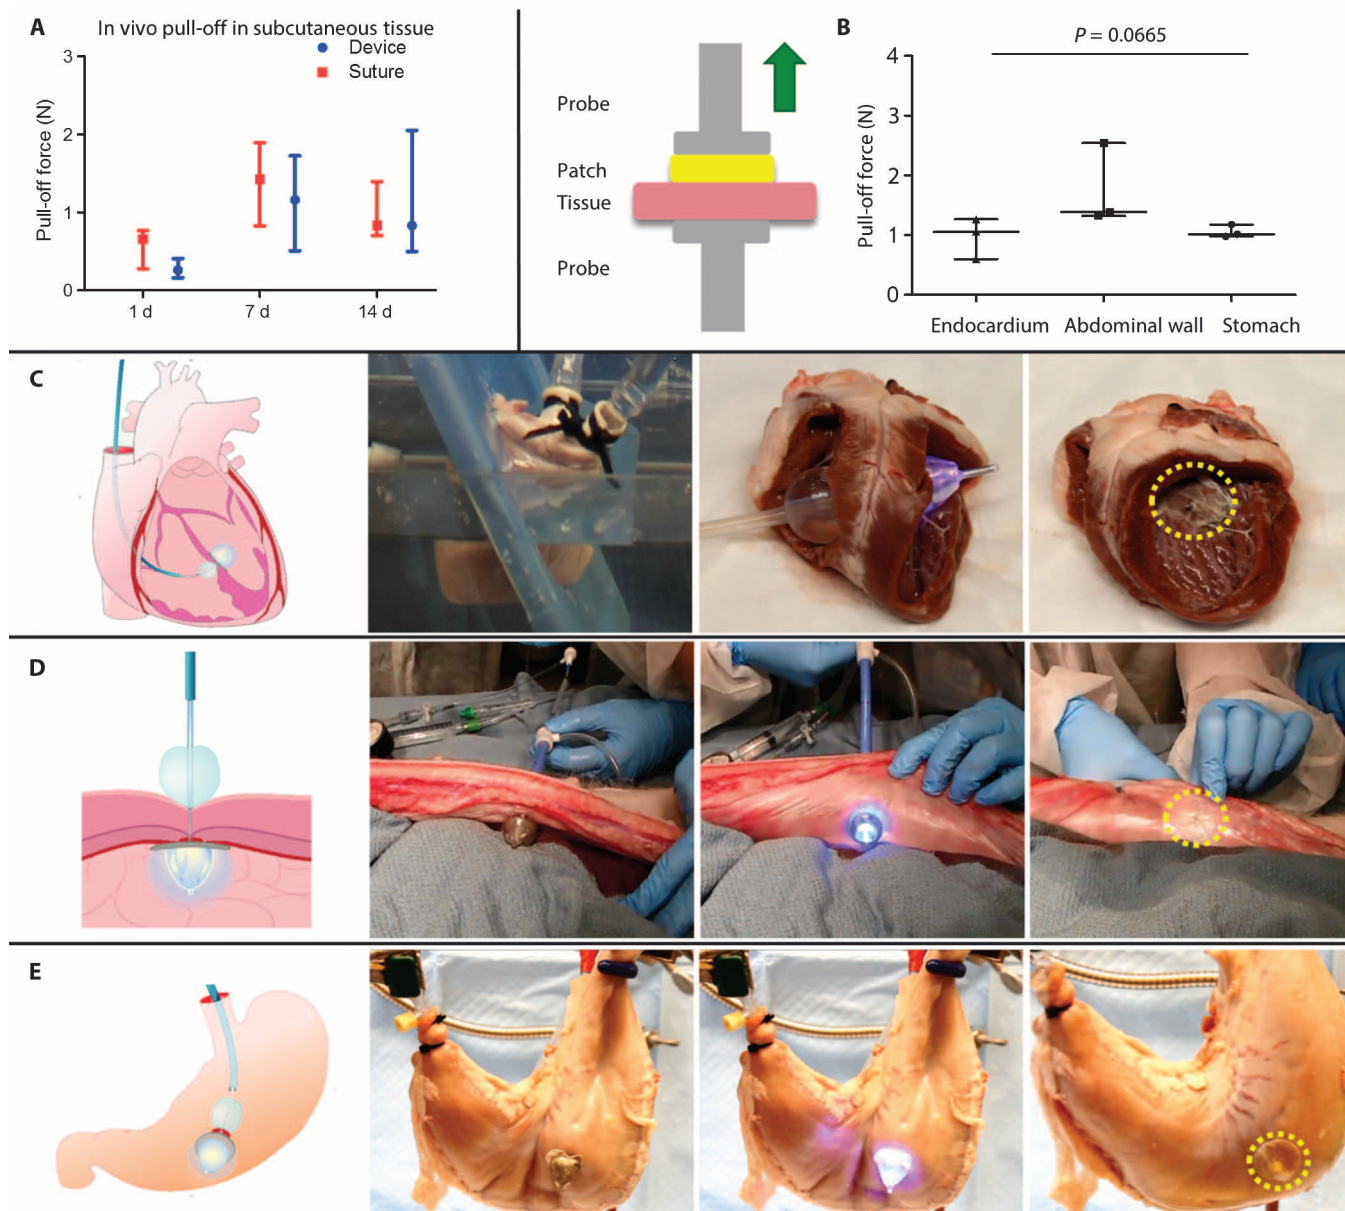 A
In vivo pull-off in subcutaneous tissue
Device
Suture
Pull-off force (N)
3
2
1
0
1 d
7 d
14 d
Probe
Patch
Tissue
Probe
B
P = 0.0665
Pull-off force (N)
4
3
2
1
0
Endocardium
Abdominal wall
Stomach
C
D
E